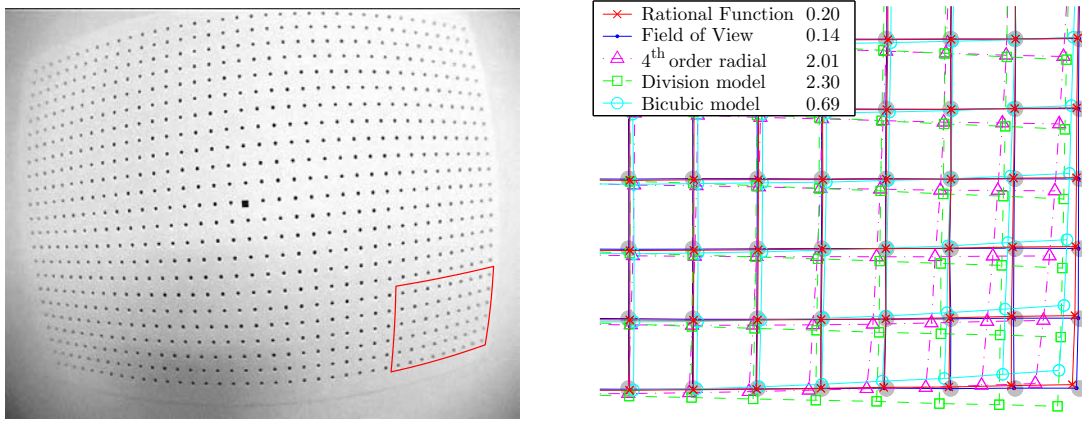 Rational Function 0.20
Field of View 0.14
4th order radial 2.01
Division model 2.30
Bicubic model 0.69